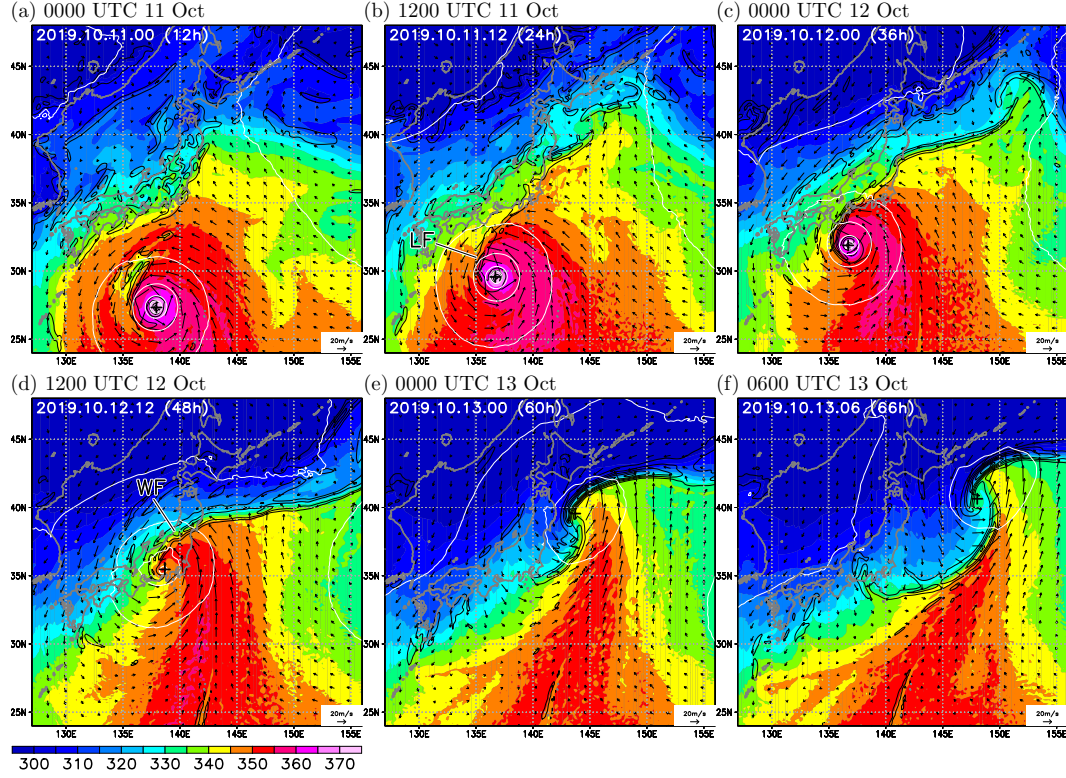 (a) 0000 UTC 11 Oct
(b) 1200 UTC 11 Oct
(c) 0000 UTC 12 Oct
2019.10.11.00 (12h)
2019.10.11.12 (24h)
2019.10.12.00 (36h)
45N
40N
35N
30N
25N
130E 135E 140E 145E 150E 155E
20m/s
45N
40N
35N
LF
30N
25N
130E 135E 140E 145E 150E 155E
20m/s
45N
40N
35N
30N
25N
130E 135E 140E 145E 150E 155E
20m/s
(d) 1200 UTC 12 Oct
(e) 0000 UTC 13 Oct
(f) 0600 UTC 13 Oct
2019.10.12.12 (48h)
2019.10.13.00 (60h)
2019.10.13.06 (66h)
45N
WF
40N
35N
30N
25N
130E 135E 140E 145E 150E 155E
20m/s
45N
40N
35N
30N
25N
130E 135E 140E 145E 150E 155E
20m/s
45N
40N
35N
30N
25N
130E 135E 140E 145E 150E 155E
20m/s
300 310 320 330 340 350 360 370